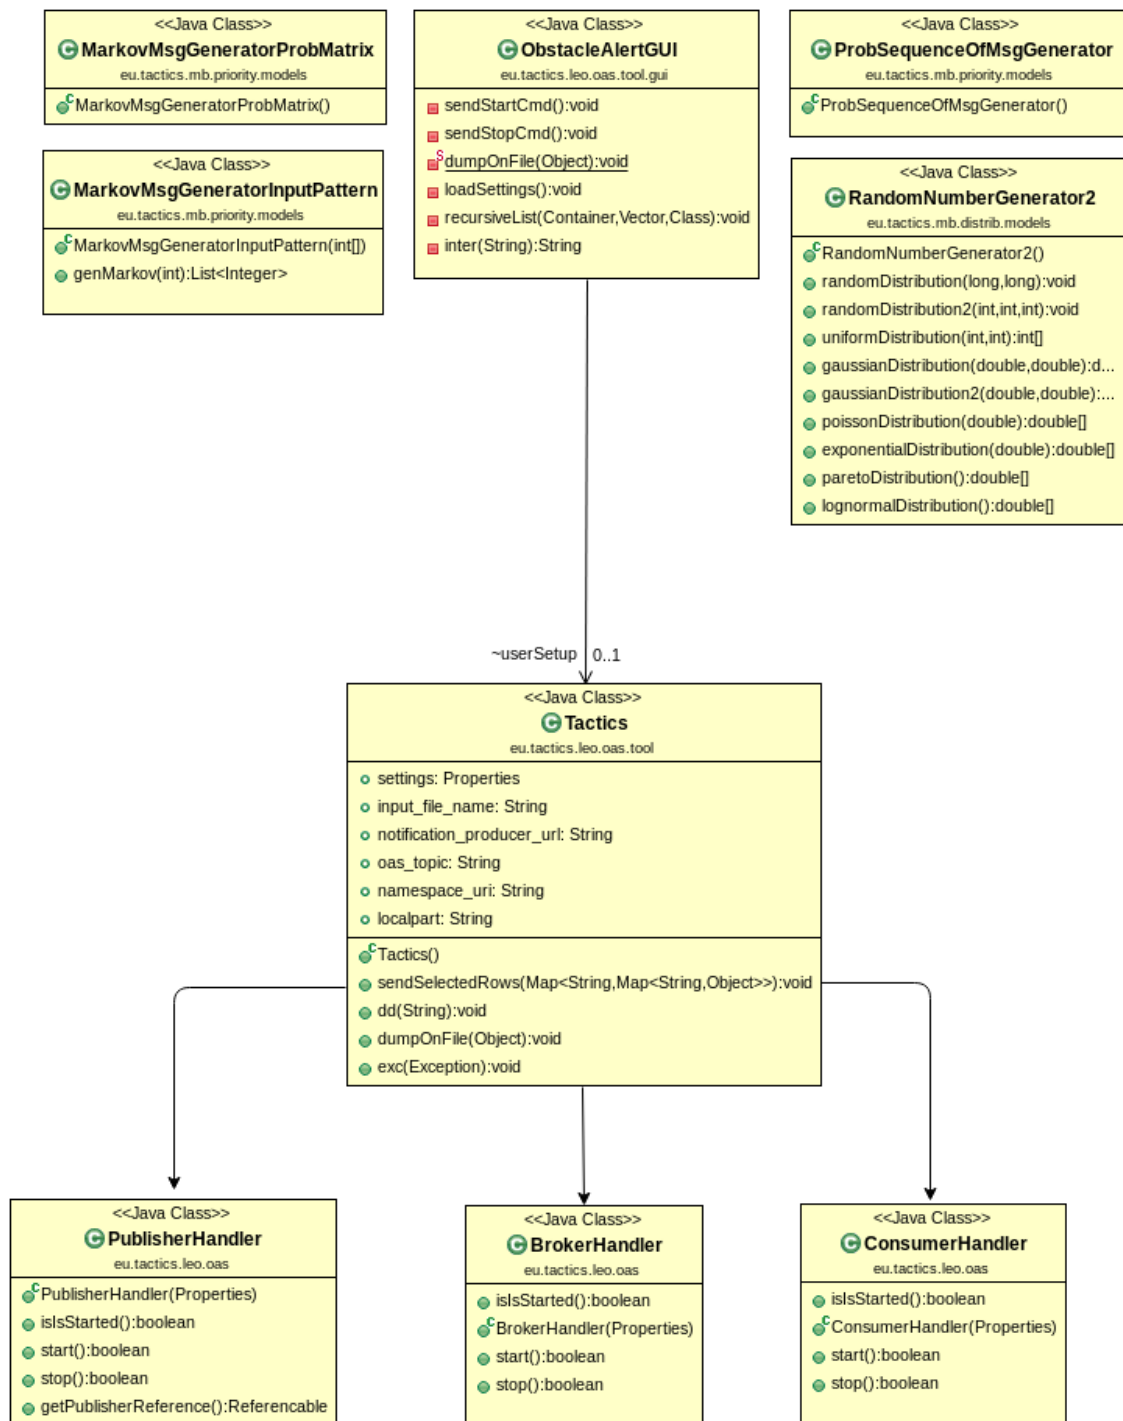 <<Java Class>>
MarkovMsgGeneratorProbMatrix
eu.tactics.mb.priority.models
MarkovMsgGeneratorProbMatrix()
<<Java Class>>
ObstacleAlertGUI
eu.tactics.leo.oas.tool.gui
sendStartCmd():void
sendStopCmd():void
dumpOnFile(Object):void
loadSettings():void
recursiveList(Container,Vector,Class):void
inter(String):String
<<Java Class>>
ProbSequenceOfMsgGenerator
eu.tactics.mb.priority.models
ProbSequenceOfMsgGenerator()
<<Java Class>>
MarkovMsgGeneratorInputPattern
eu.tactics.mb.priority.models
MarkovMsgGeneratorInputPattern(int[])
genMarkov(int):List<Integer>
<<Java Class>>
RandomNumberGenerator2
eu.tactics.mb.distrib.models
RandomNumberGenerator2()
randomDistribution(long,long):void
randomDistribution2(int,int,int):void
uniformDistribution(int,int):int[]
gaussianDistribution(double,double):d...
gaussianDistribution2(double,double):...
poissonDistribution(double):double[]
exponentialDistribution(double):double[]
paretoDistribution():double[]
lognormalDistribution():double[]
~userSetup 0..1
<<Java Class>>
Tactics
eu.tactics.leo.oas.tool
settings: Properties
input_file_name: String
notification_producer_url: String
oas_topic: String
namespace_uri: String
localpart: String
Tactics()
sendSelectedRows(Map<String,Map<String,Object>>):void
dd(String):void
dumpOnFile(Object):void
exc(Exception):void
<<Java Class>>
PublisherHandler
eu.tactics.leo.oas
PublisherHandler(Properties)
isIsStarted():boolean
start():boolean
stop():boolean
getPublisherReference():Referencable
<<Java Class>>
BrokerHandler
eu.tactics.leo.oas
isIsStarted():boolean
BrokerHandler(Properties)
start():boolean
stop():boolean
<<Java Class>>
ConsumerHandler
eu.tactics.leo.oas
isIsStarted():boolean
ConsumerHandler(Properties)
start():boolean
stop():boolean